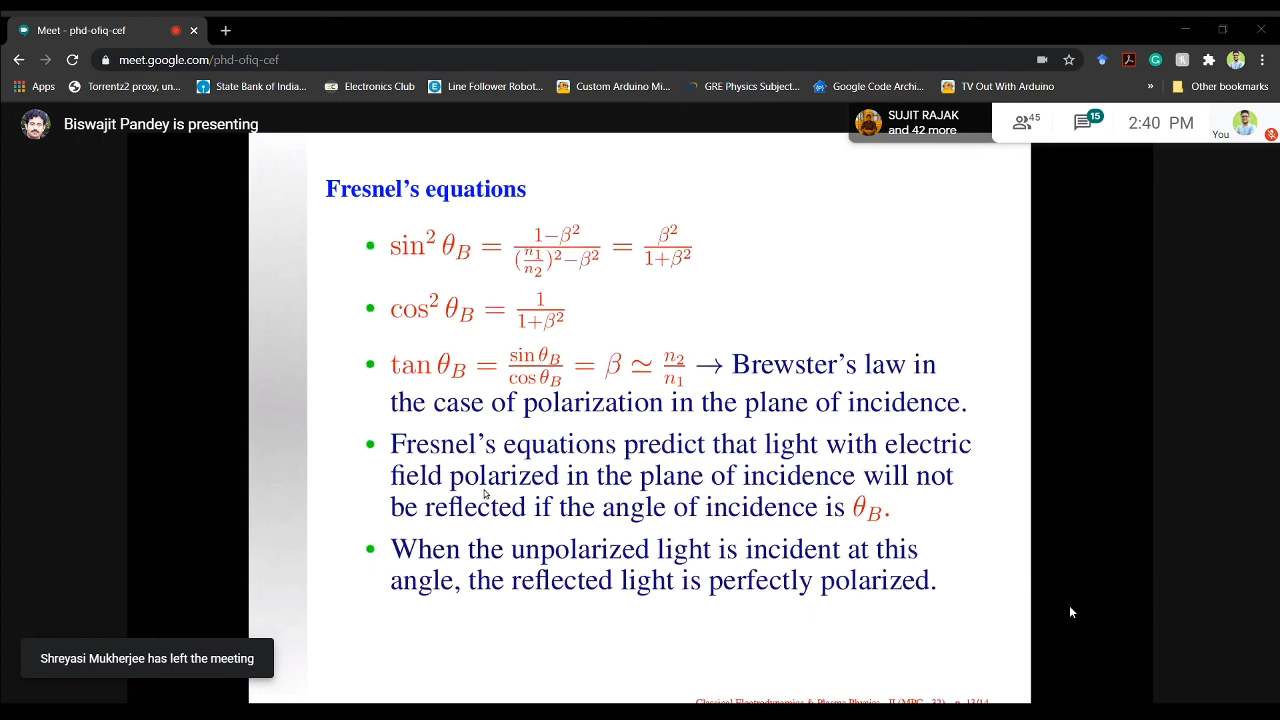 Meet - phd-ofiq-cef
meet.google.com/phd-ofiq-cef
Apps Torrentz2 proxy, un... State Bank of India... Electronics Club Line Follower Robot... Custom Arduino Mi... GRE Physics Subject... Google Code Archi... TV Out With Arduino » Other bookmarks
Biswajit Pandey is presenting
SUJIT RAJAK
and 42 more
45
15
2:40 PM
You
Fresnel's equations
• sin² θ_B = (1−β²)/((n₁/n₂)²−β²) = β²/(1+β²)
• cos² θ_B = 1/(1+β²)
• tan θ_B = sin θ_B/cos θ_B = β ≃ n₂/n₁ → Brewster's law in
the case of polarization in the plane of incidence.
• Fresnel's equations predict that light with electric
field polarized in the plane of incidence will not
be reflected if the angle of incidence is θ_B.
• When the unpolarized light is incident at this
angle, the reflected light is perfectly polarized.
Shreyasi Mukherjee has left the meeting
Classical Electrodynamics & Plasma Physics